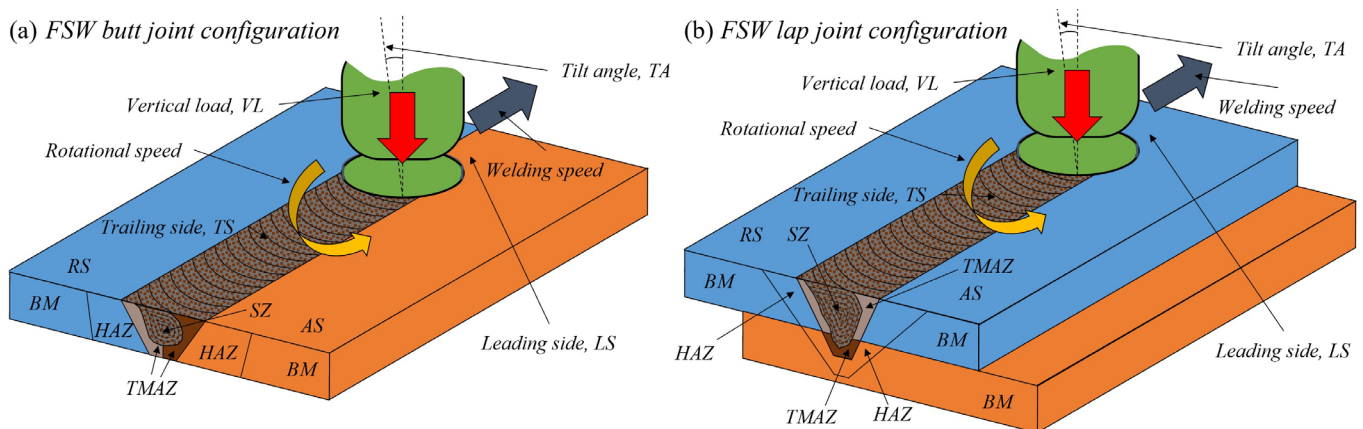 (a) FSW butt joint configuration
Tilt angle, TA
Vertical load, VL
Rotational speed
Welding speed
Trailing side, TS
RS
BM
HAZ
SZ
AS
HAZ
BM
TMAZ
Leading side, LS
(b) FSW lap joint configuration
Tilt angle, TA
Vertical load, VL
Welding speed
Rotational speed
Trailing side, TS
RS
SZ
TMAZ
BM
HAZ
AS
BM
Leading side, LS
HAZ
TMAZ
HAZ
BM